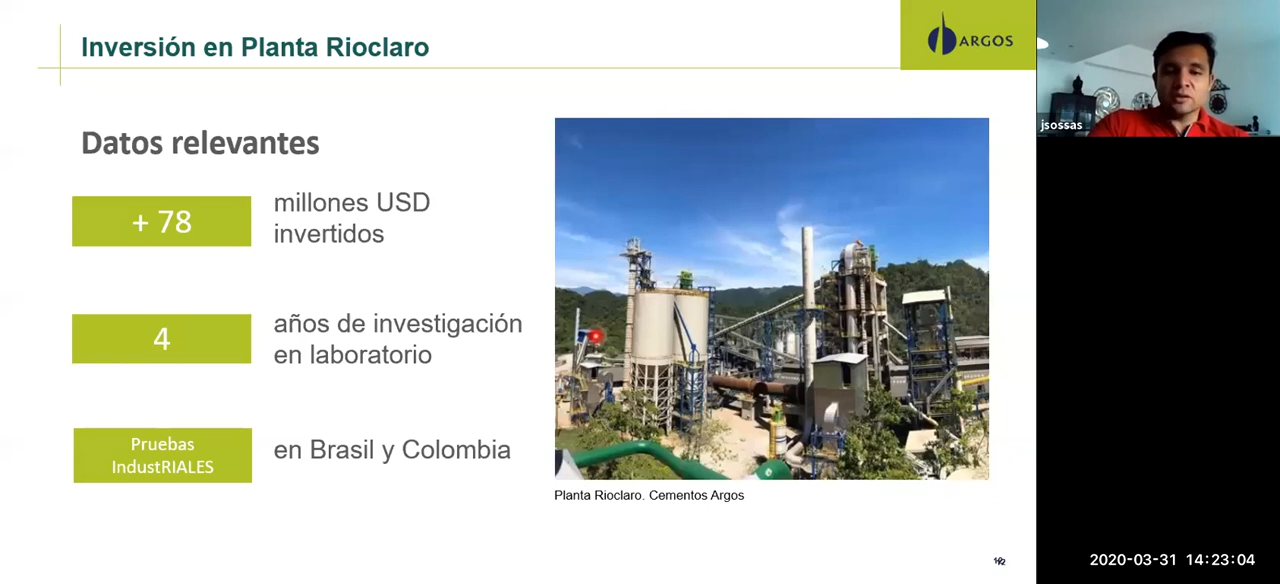 Inversión en Planta Rioclaro
ARGOS
jsossas
Datos relevantes
+ 78
millones USD
invertidos
4
años de investigación
en laboratorio
Pruebas
IndustRIALES
en Brasil y Colombia
Planta Rioclaro. Cementos Argos
2020-03-31 14:23:04